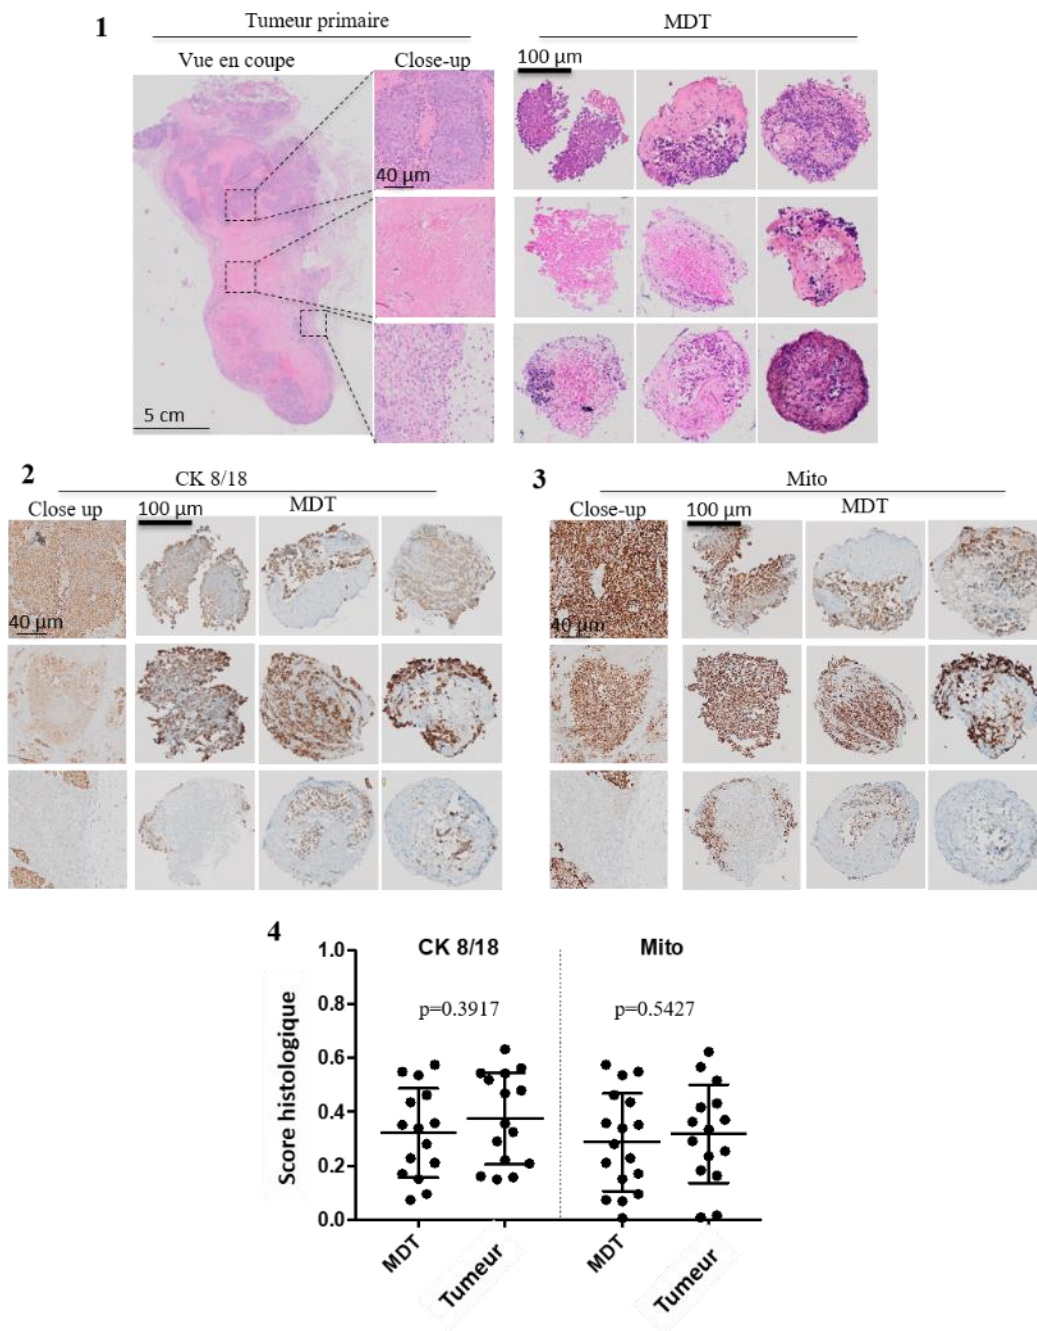 1
Tumeur primaire
MDT
Vue en coupe
Close-up
100 µm
40 µm
5 cm
2
CK 8/18
Close up
100 µm
MDT
40 µm
3
Mito
Close-up
100 µm
MDT
40 µm
4
CK 8/18
Mito
p=0.3917
p=0.5427
Score histologique
1.0
0.8
0.6
0.4
0.2
0.0
MDT
Tumeur
MDT
Tumeur